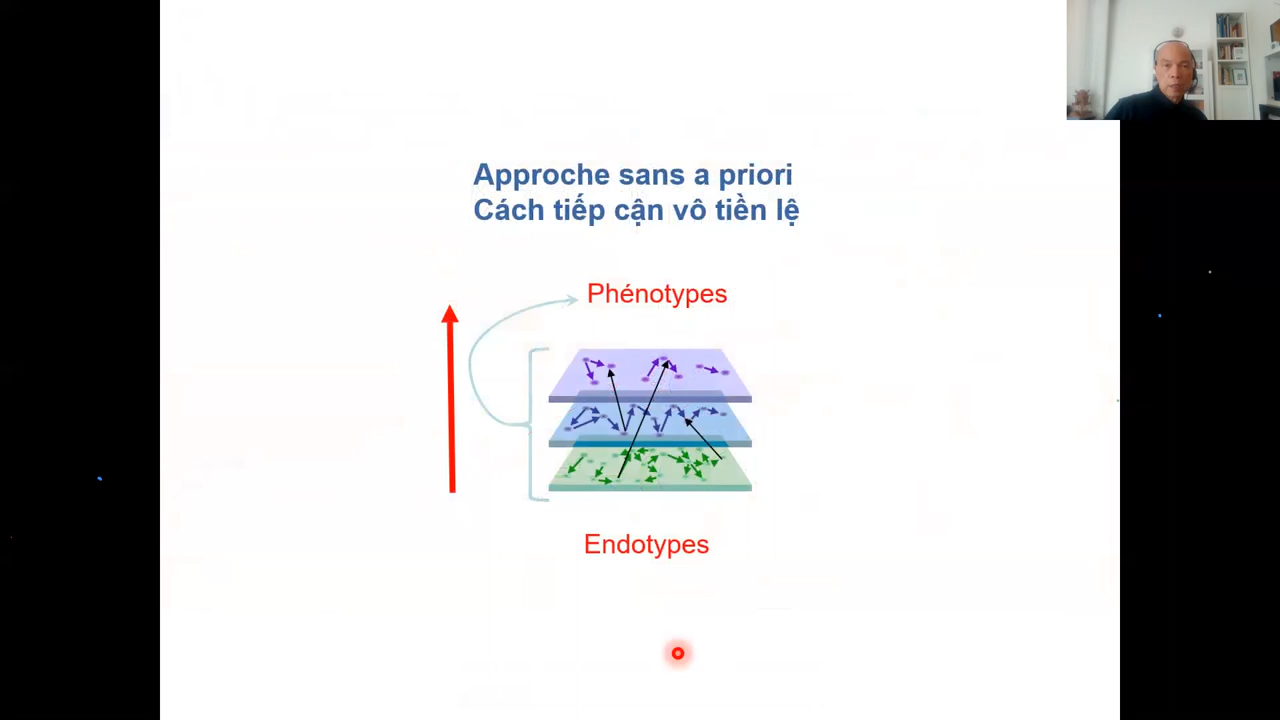 Approche sans a priori
Cách tiếp cận vô tiền lệ
Phénotypes
Endotypes